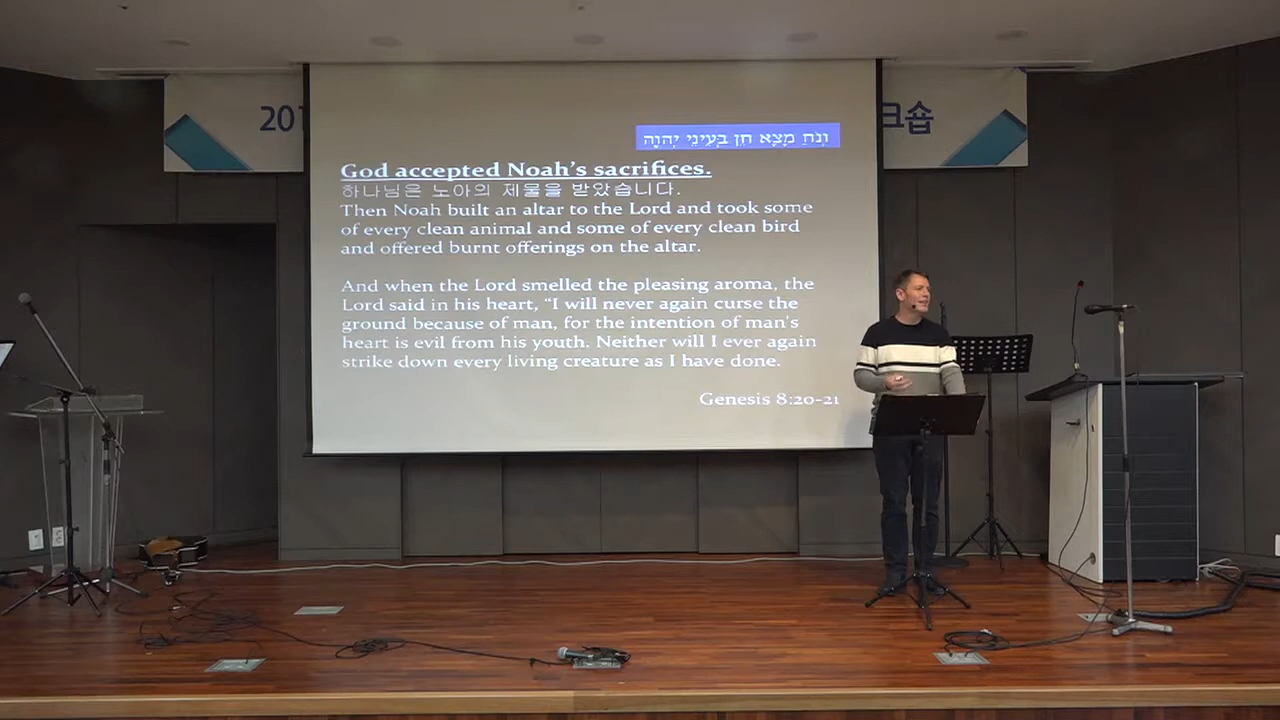 201
크숍
וְנֹחַ מָצָא חֵן בְּעֵינֵי יְהוָה
God accepted Noah's sacrifices.
하나님은 노아의 제물을 받았습니다.
Then Noah built an altar to the Lord and took some
of every clean animal and some of every clean bird
and offered burnt offerings on the altar.
And when the Lord smelled the pleasing aroma, the
Lord said in his heart, “I will never again curse the
ground because of man, for the intention of man's
heart is evil from his youth. Neither will I ever again
strike down every living creature as I have done.
Genesis 8:20-21